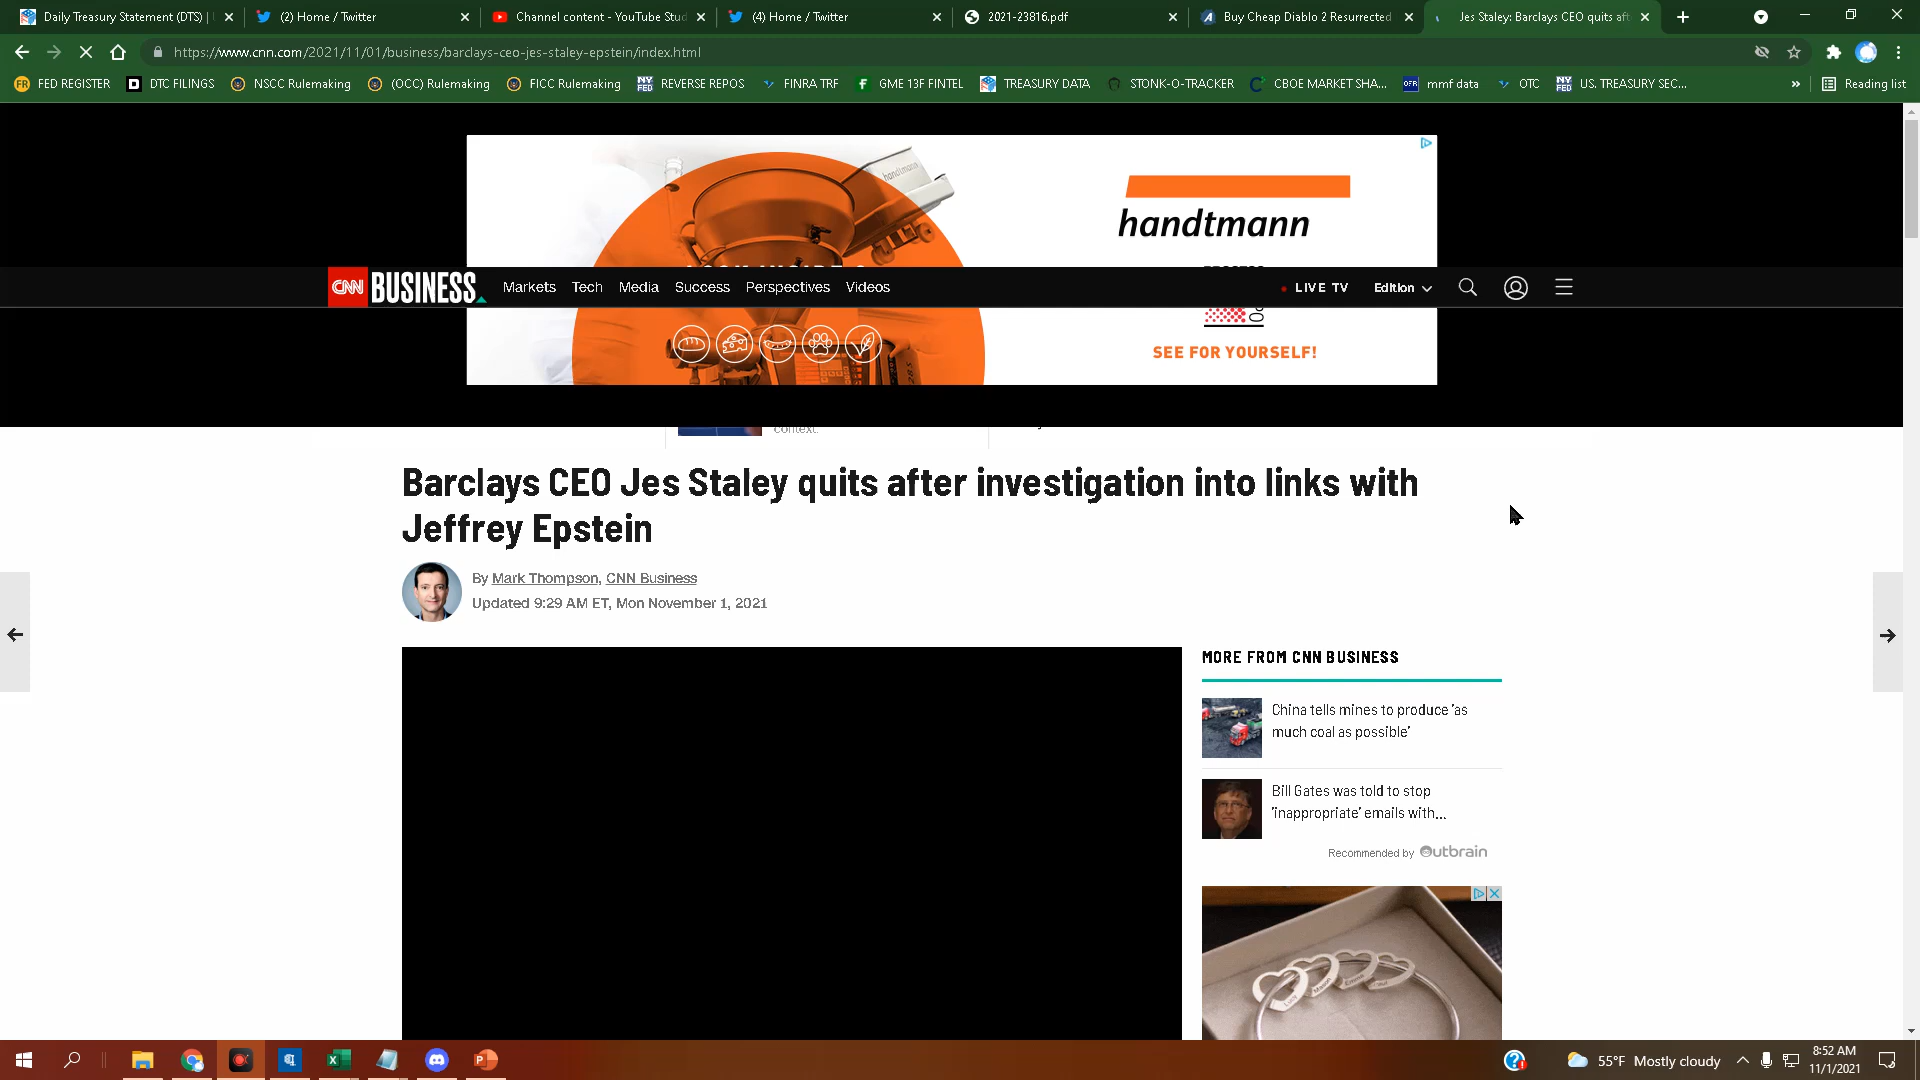 Daily Treasury Statement (DTS) |
(2) Home / Twitter
Channel content - YouTube Stud
(4) Home / Twitter
2021-23816.pdf
Buy Cheap Diablo 2 Resurrected
Jes Staley: Barclays CEO quits aft
https://www.cnn.com/2021/11/01/business/barclays-ceo-jes-staley-epstein/index.html
FED REGISTER
DTC FILINGS
NSCC Rulemaking
(OCC) Rulemaking
FICC Rulemaking
REVERSE REPOS
FINRA TRF
GME 13F FINTEL
TREASURY DATA
STONK-O-TRACKER
CBOE MARKET SHA...
mmf data
OTC
US. TREASURY SEC...
»
Reading list
handtmann
handtmann
CNN BUSINESS
Markets
Tech
Media
Success
Perspectives
Videos
LIVE TV
Edition
SEE FOR YOURSELF!
context.
Barclays CEO Jes Staley quits after investigation into links with
Jeffrey Epstein
By Mark Thompson, CNN Business
Updated 9:29 AM ET, Mon November 1, 2021
MORE FROM CNN BUSINESS
China tells mines to produce 'as
much coal as possible'
Bill Gates was told to stop
'inappropriate' emails with...
Recommended by Outbrain
55°F Mostly cloudy
8:52 AM
11/1/2021